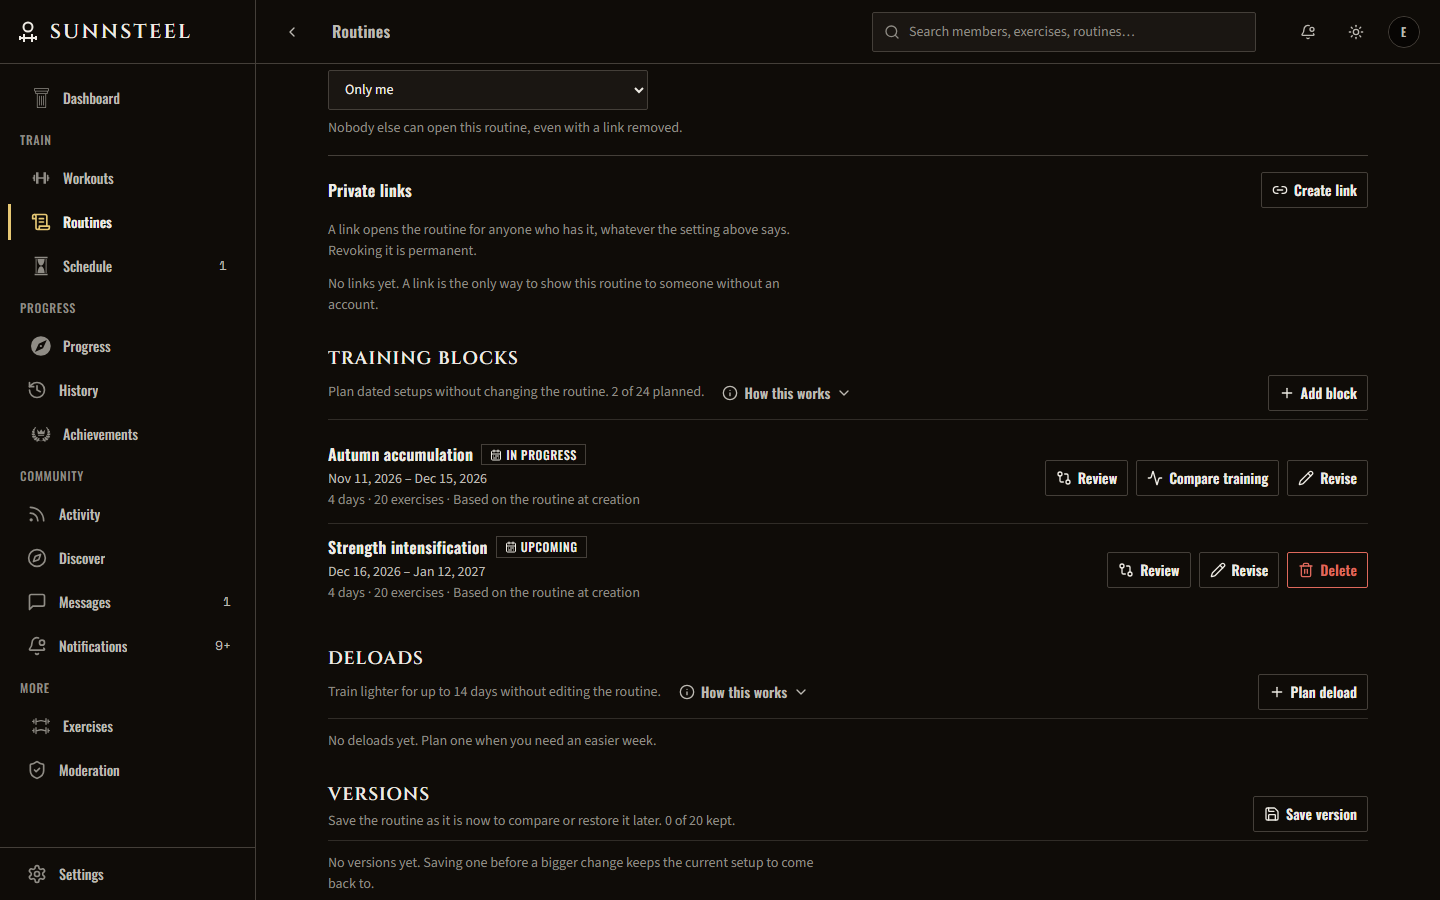 SUNNSTEEL
Routines
Search members, exercises, routines…
E
Dashboard
TRAIN
Workouts
Routines
Schedule 1
PROGRESS
Progress
History
Achievements
COMMUNITY
Activity
Discover
Messages 1
Notifications 9+
MORE
Exercises
Moderation
Settings
Only me
Nobody else can open this routine, even with a link removed.
Private links
Create link
A link opens the routine for anyone who has it, whatever the setting above says.
Revoking it is permanent.
No links yet. A link is the only way to show this routine to someone without an
account.
TRAINING BLOCKS
Plan dated setups without changing the routine. 2 of 24 planned.
How this works
Add block
Autumn accumulation IN PROGRESS
Nov 11, 2026 – Dec 15, 2026
4 days · 20 exercises · Based on the routine at creation
Review Compare training Revise
Strength intensification UPCOMING
Dec 16, 2026 – Jan 12, 2027
4 days · 20 exercises · Based on the routine at creation
Review Revise Delete
DELOADS
Train lighter for up to 14 days without editing the routine.
How this works
Plan deload
No deloads yet. Plan one when you need an easier week.
VERSIONS
Save the routine as it is now to compare or restore it later. 0 of 20 kept.
Save version
No versions yet. Saving one before a bigger change keeps the current setup to come
back to.